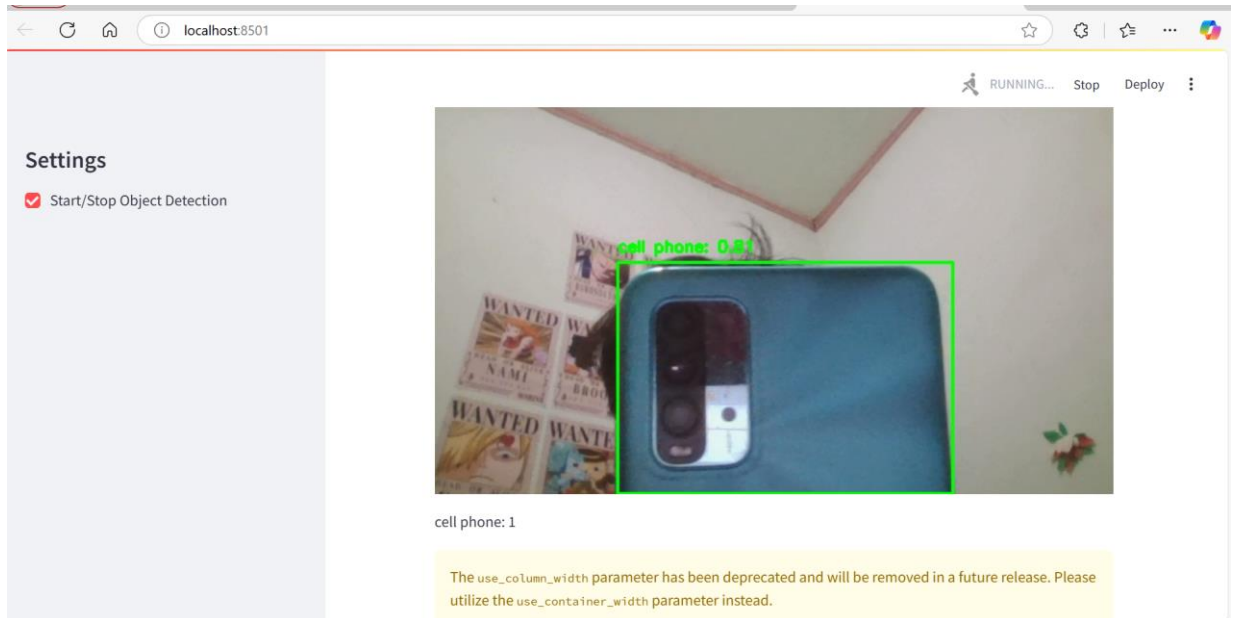 localhost:8501
RUNNING... Stop Deploy
Settings
Start/Stop Object Detection
cell phone: 0.81
WANTED
WANTED
NAMI
WANTED
cell phone: 1
The use_column_width parameter has been deprecated and will be removed in a future release. Please
utilize the use_container_width parameter instead.